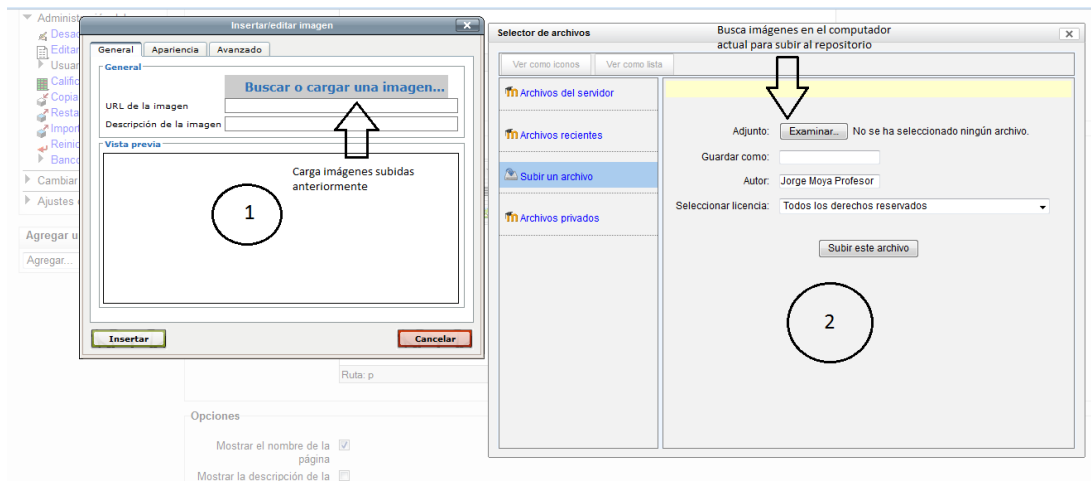 Administ
Desac
Editar
Usuar
Calific
Copia
Resta
Import
Reinic
Banco
Cambiar
Ajustes
Agregar u
Agregar...
Insertar/editar imagen
General
Apariencia
Avanzado
General
Buscar o cargar una imagen...
URL de la imagen
Descripción de la imagen
Vista previa
Carga imágenes subidas
anteriormente
1
Insertar
Cancelar
Ruta: p
Opciones
Mostrar el nombre de la
página
Mostrar la descripción de la
Selector de archivos
Busca imágenes en el computador
actual para subir al repositorio
Ver como iconos
Ver como lista
Archivos del servidor
Archivos recientes
Subir un archivo
Archivos privados
Adjunto:
Examinar...
No se ha seleccionado ningún archivo.
Guardar como:
Autor:
Jorge Moya Profesor
Seleccionar licencia:
Todos los derechos reservados
Subir este archivo
2